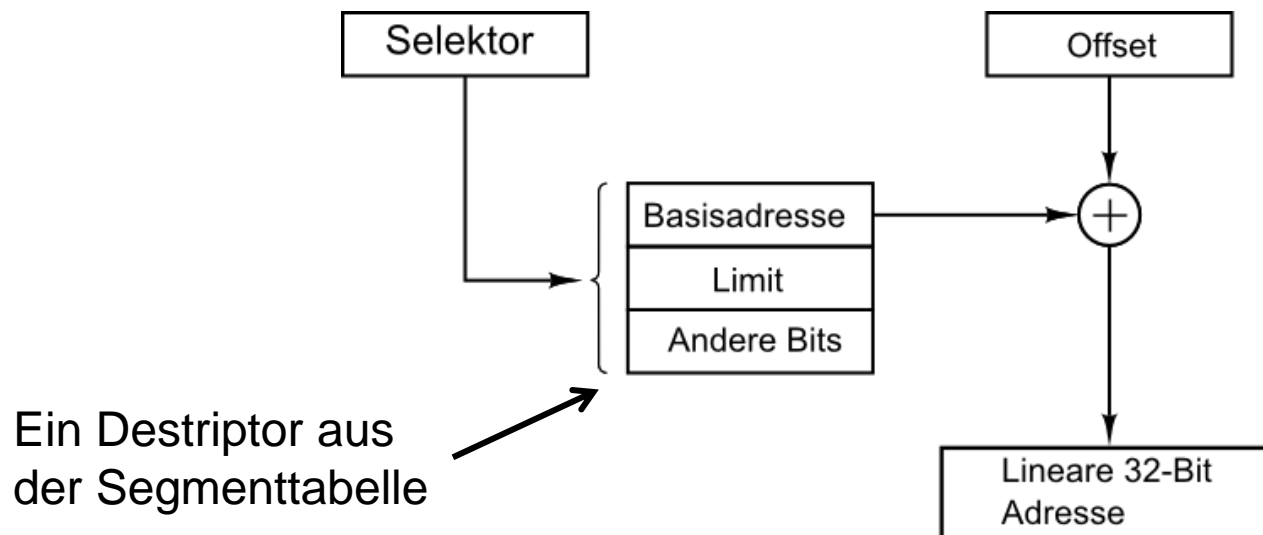 Selektor
Offset
Basisadresse
Limit
Andere Bits
Ein Destriptor aus
der Segmenttabelle
Lineare 32-Bit
Adresse